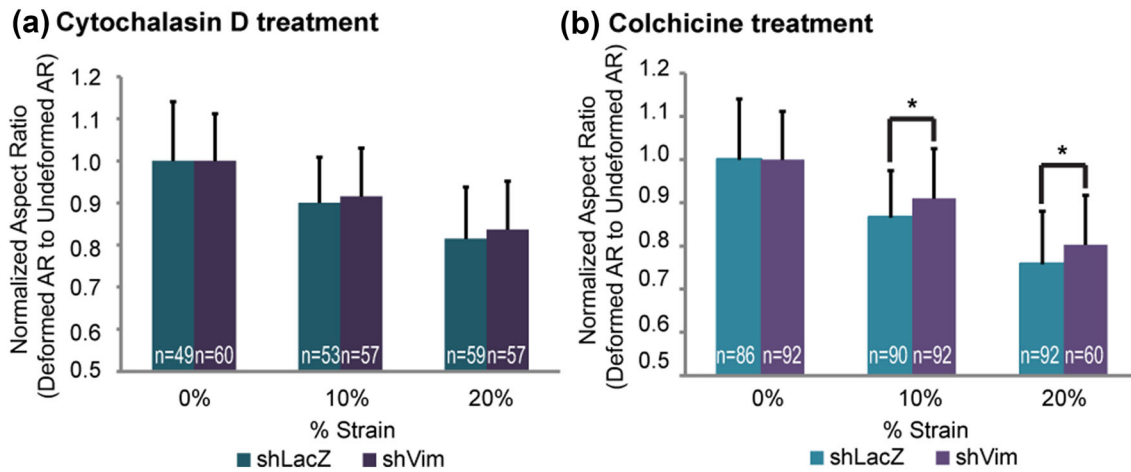 (a) Cytochalasin D treatment
Normalized Aspect Ratio
(Deformed AR to Undeformed AR)
1.2
1.1
1.0
0.9
0.8
0.7
0.6
0.5
n=49 n=60
n=53 n=57
n=59 n=57
0%
10%
20%
% Strain
shLacZ
shVim
(b) Colchicine treatment
Normalized Aspect Ratio
(Deformed AR to Undeformed AR)
1.2
1.1
1.0
0.9
0.8
0.7
0.6
0.5
*
*
n=86 n=92
n=90 n=92
n=92 n=60
0%
10%
20%
% Strain
shLacZ
shVim